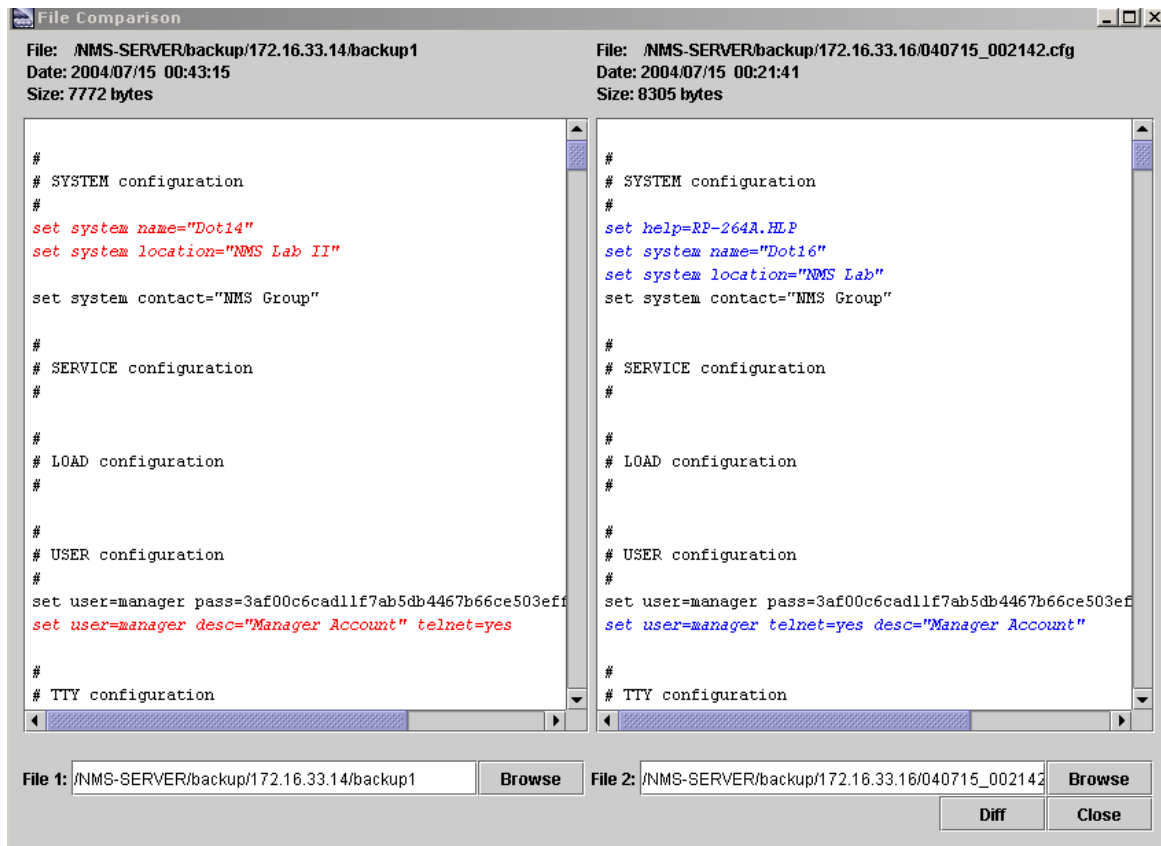 File Comparison
File: /NMS-SERVER/backup/172.16.33.14/backup1
Date: 2004/07/15 00:43:15
Size: 7772 bytes
#
# SYSTEM configuration
#
set system name="Dot14"
set system location="NMS Lab II"
set system contact="NMS Group"
#
# SERVICE configuration
#
#
# LOAD configuration
#
#
# USER configuration
#
set user=manager pass=3af00c6cad11f7ab5db4467b66ce503eff
set user=manager desc="Manager Account" telnet=yes
#
# TTY configuration
File: /NMS-SERVER/backup/172.16.33.16/040715_002142.cfg
Date: 2004/07/15 00:21:41
Size: 8305 bytes
#
# SYSTEM configuration
#
set help=RP-264A.HLP
set system name="Dot16"
set system location="NMS Lab"
set system contact="NMS Group"
#
# SERVICE configuration
#
#
# LOAD configuration
#
#
# USER configuration
#
set user=manager pass=3af00c6cad11f7ab5db4467b66ce503ef
set user=manager telnet=yes desc="Manager Account"
#
# TTY configuration
File 1: /NMS-SERVER/backup/172.16.33.14/backup1 Browse
File 2: /NMS-SERVER/backup/172.16.33.16/040715_002142 Browse
Diff Close